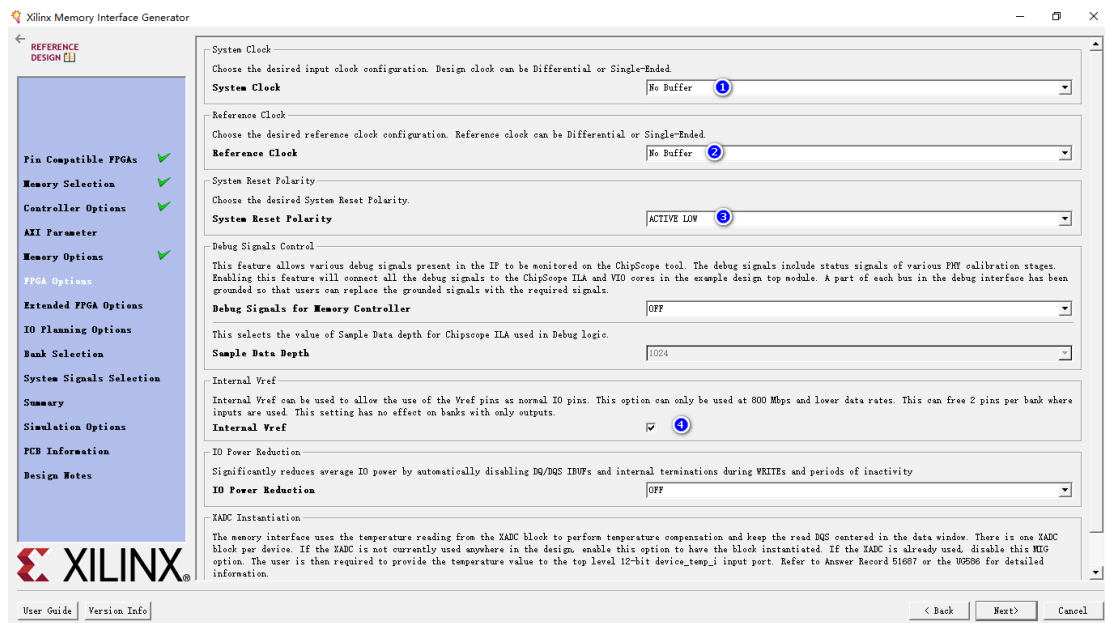 Xilinx Memory Interface Generator
REFERENCE
DESIGN
Pin Compatible FPGAs
Memory Selection
Controller Options
AXI Parameter
Memory Options
FPGA Options
Extended FPGA Options
IO Planning Options
Bank Selection
System Signals Selection
Summary
Simulation Options
PCB Information
Design Notes
XILINX®
System Clock
Choose the desired input clock configuration. Design clock can be Differential or Single-Ended.
System Clock No Buffer 1
Reference Clock
Choose the desired reference clock configuration. Reference clock can be Differential or Single-Ended.
Reference Clock No Buffer 2
System Reset Polarity
Choose the desired System Reset Polarity.
System Reset Polarity ACTIVE LOW 3
Debug Signals Control
This feature allows various debug signals present in the IP to be monitored on the ChipScope tool. The debug signals include status signals of various PHY calibration stages.
Enabling this feature will connect all the debug signals to the ChipScope ILA and VIO cores in the example design top module. A part of each bus in the debug interface has been
grounded so that users can replace the grounded signals with the required signals.
Debug Signals for Memory Controller OFF
This selects the value of Sample Data depth for Chipscope ILA used in Debug logic.
Sample Data Depth 1024
Internal Vref
Internal Vref can be used to allow the use of the Vref pins as normal IO pins. This option can only be used at 800 Mbps and lower data rates. This can free 2 pins per bank where
inputs are used. This setting has no effect on banks with only outputs.
Internal Vref 4
IO Power Reduction
Significantly reduces average IO power by automatically disabling DQ/DQS IBUFs and internal terminations during WRITEs and periods of inactivity
IO Power Reduction OFF
XADC Instantiation
The memory interface uses the temperature reading from the XADC block to perform temperature compensation and keep the read DQS centered in the data window. There is one XADC
block per device. If the XADC is not currently used anywhere in the design, enable this option to have the block instantiated. If the XADC is already used, disable this MIG
option. The user is then required to provide the temperature value to the top level 12-bit device_temp_i input port. Refer to Answer Record 51687 or the UG586 for detailed
information.
User Guide Version Info < Back Next> Cancel